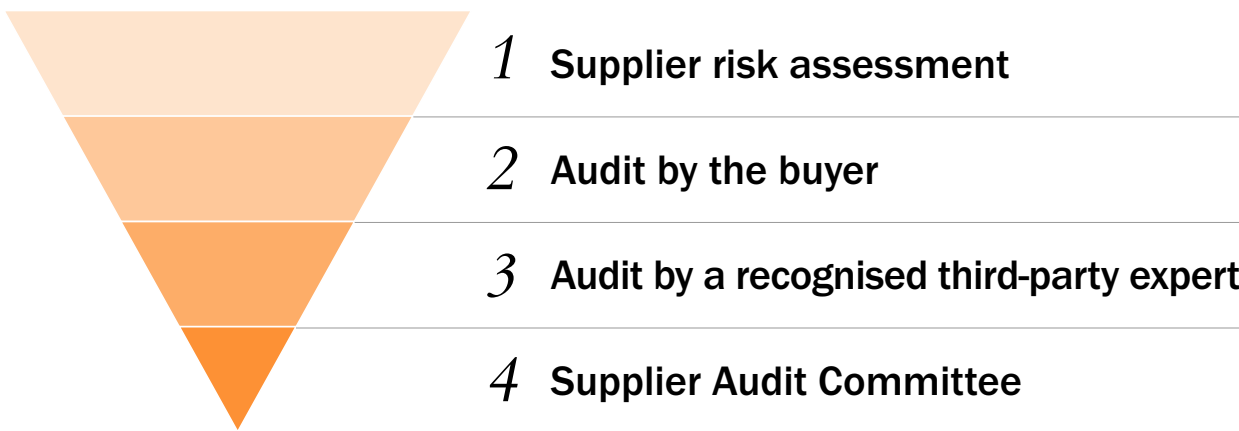 1 Supplier risk assessment
2 Audit by the buyer
3 Audit by a recognised third-party expert
4 Supplier Audit Committee